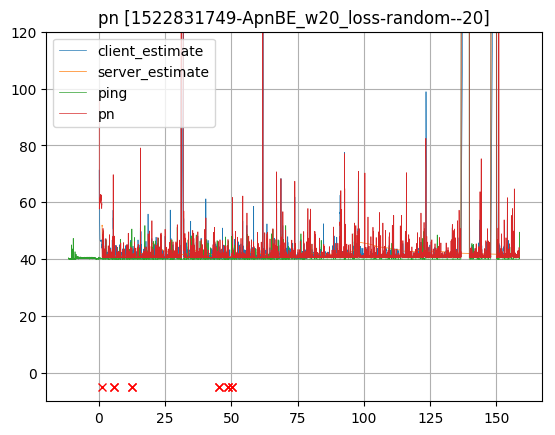 pn [1522831749-ApnBE_w20_loss-random--20]
120
100
80
60
40
20
0
client_estimate
server_estimate
ping
pn
0
25
50
75
100
125
150